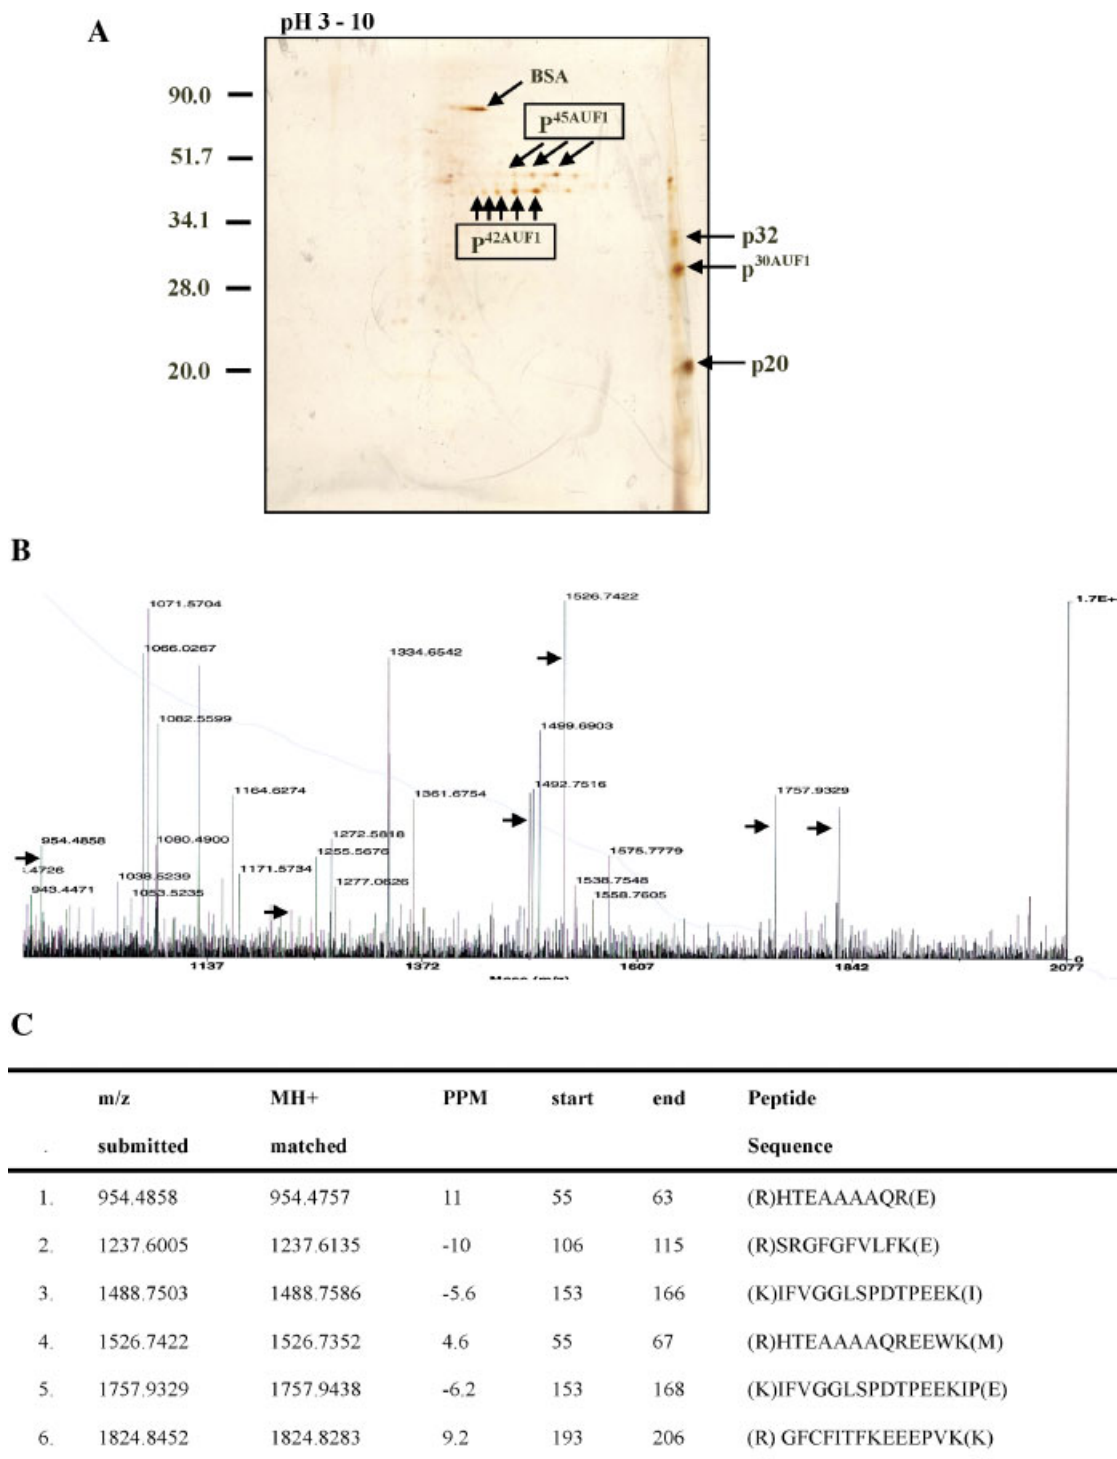 A
pH 3 - 10
BSA
90.0
P45AUF1
51.7
34.1
P42AUF1
p32
p30AUF1
28.0
20.0
p20
B
1071.5704
1526.7422
1.7E+
1066.0267
1334.6542
1082.5599
1499.6903
1492.7516
1164.6274
1361.6754
1757.9329
954.4858
1080.4900
1272.5818
1255.5676
1575.7779
.4726
1171.5734
943.4471
1038.5239
1277.0626
1538.7548
1053.5235
1558.7605
0
1137 1372 1607 1842 2077
Mass (m/z)
C
m/z MH+ PPM start end Peptide
. submitted matched Sequence
1. 954.4858 954.4757 11 55 63 (R)HTEAAAAQR(E)
2. 1237.6005 1237.6135 -10 106 115 (R)SRGFGFVLFK(E)
3. 1488.7503 1488.7586 -5.6 153 166 (K)IFVGGLSPDTPEEK(I)
4. 1526.7422 1526.7352 4.6 55 67 (R)HTEAAAAQREEWK(M)
5. 1757.9329 1757.9438 -6.2 153 168 (K)IFVGGLSPDTPEEKIP(E)
6. 1824.8452 1824.8283 9.2 193 206 (R) GFCFITFKEEEPVK(K)